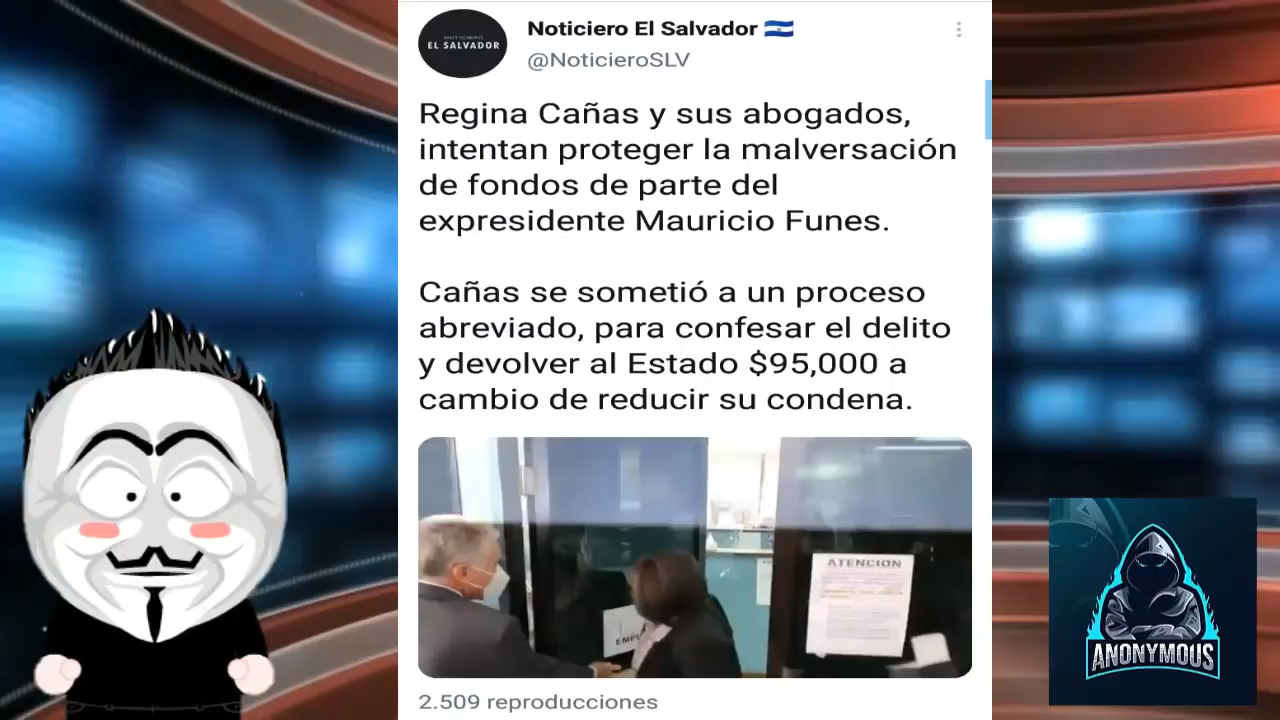 NOTICIERO
EL SALVADOR
Noticiero El Salvador
@NoticieroSLV
Regina Cañas y sus abogados,
intentan proteger la malversación
de fondos de parte del
expresidente Mauricio Funes.
Cañas se sometió a un proceso
abreviado, para confesar el delito
y devolver al Estado $95,000 a
cambio de reducir su condena.
ATENCION
2.509 reproducciones
ANONYMOUS